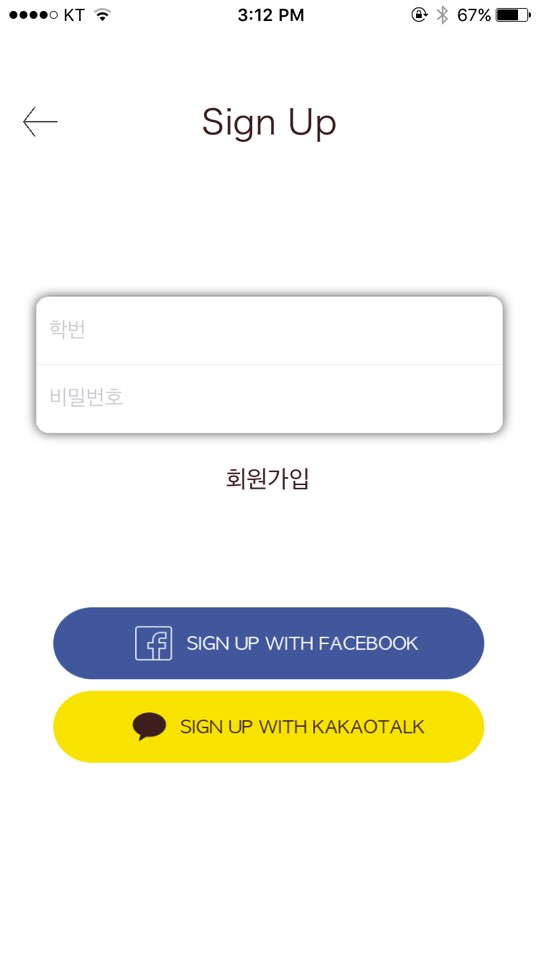 KT 3:12 PM 67%
Sign Up
학번
비밀번호
회원가입
SIGN UP WITH FACEBOOK
SIGN UP WITH KAKAOTALK